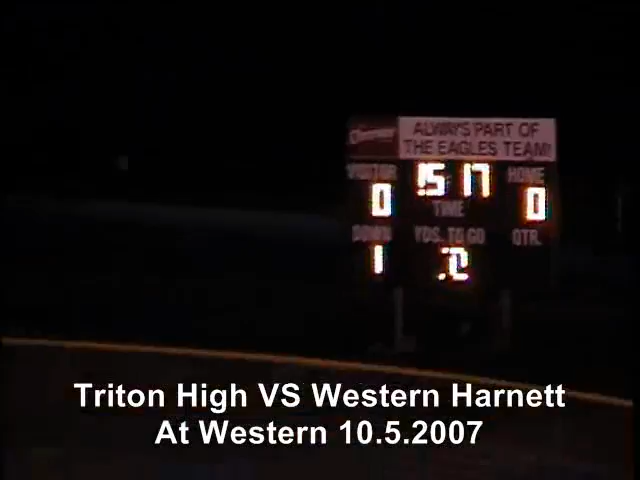 ALWAYS PART OF
THE EAGLES TEAM!
VISITOR 15 17 HOME
0 TIME 0
DOWN YDS. TO GO QTR.
1
Triton High VS Western Harnett
At Western 10.5.2007